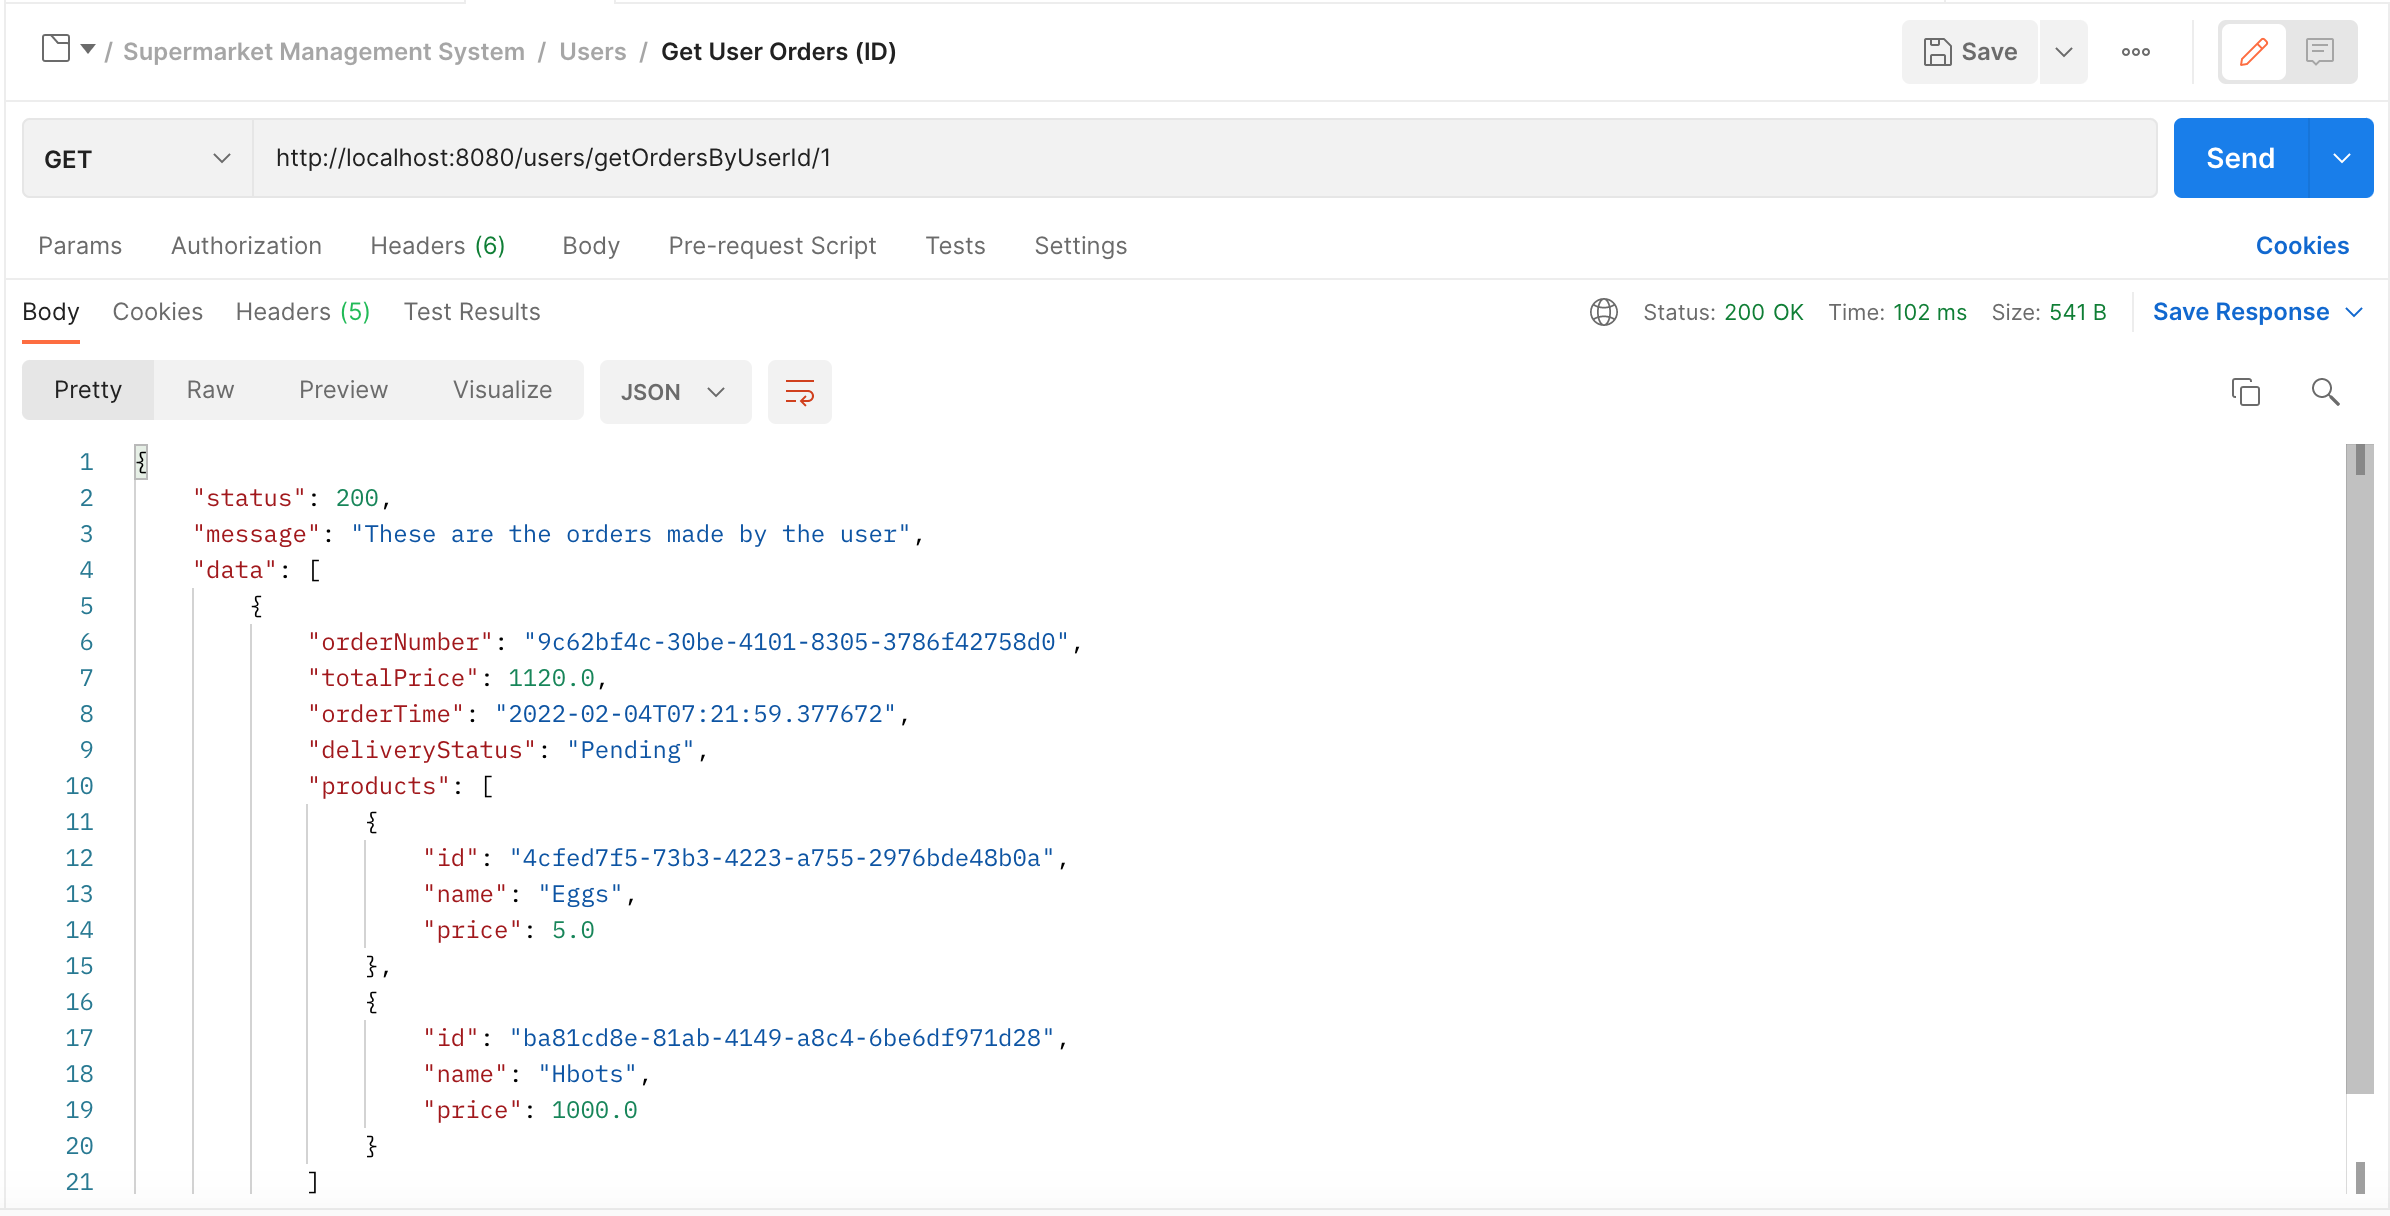 / Supermarket Management System / Users / Get User Orders (ID) Save
GET http://localhost:8080/users/getOrdersByUserId/1 Send
Params Authorization Headers (6) Body Pre-request Script Tests Settings Cookies
Body Cookies Headers (5) Test Results Status: 200 OK Time: 102 ms Size: 541 B Save Response
Pretty Raw Preview Visualize JSON
1 {
2 "status": 200,
3 "message": "These are the orders made by the user",
4 "data": [
5 {
6 "orderNumber": "9c62bf4c-30be-4101-8305-3786f42758d0",
7 "totalPrice": 1120.0,
8 "orderTime": "2022-02-04T07:21:59.377672",
9 "deliveryStatus": "Pending",
10 "products": [
11 {
12 "id": "4cfed7f5-73b3-4223-a755-2976bde48b0a",
13 "name": "Eggs",
14 "price": 5.0
15 },
16 {
17 "id": "ba81cd8e-81ab-4149-a8c4-6be6df971d28",
18 "name": "Hbots",
19 "price": 1000.0
20 }
21 ]